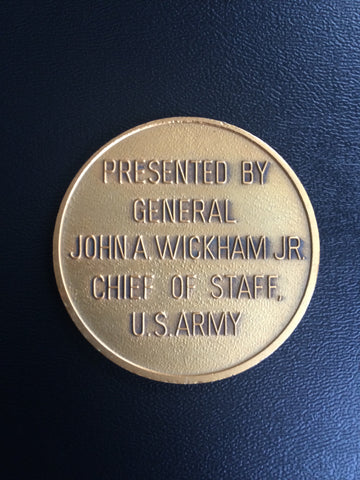 PRESENTED BY
GENERAL
JOHN A. WICKHAM JR.
CHIEF OF STAFF,
U.S. ARMY